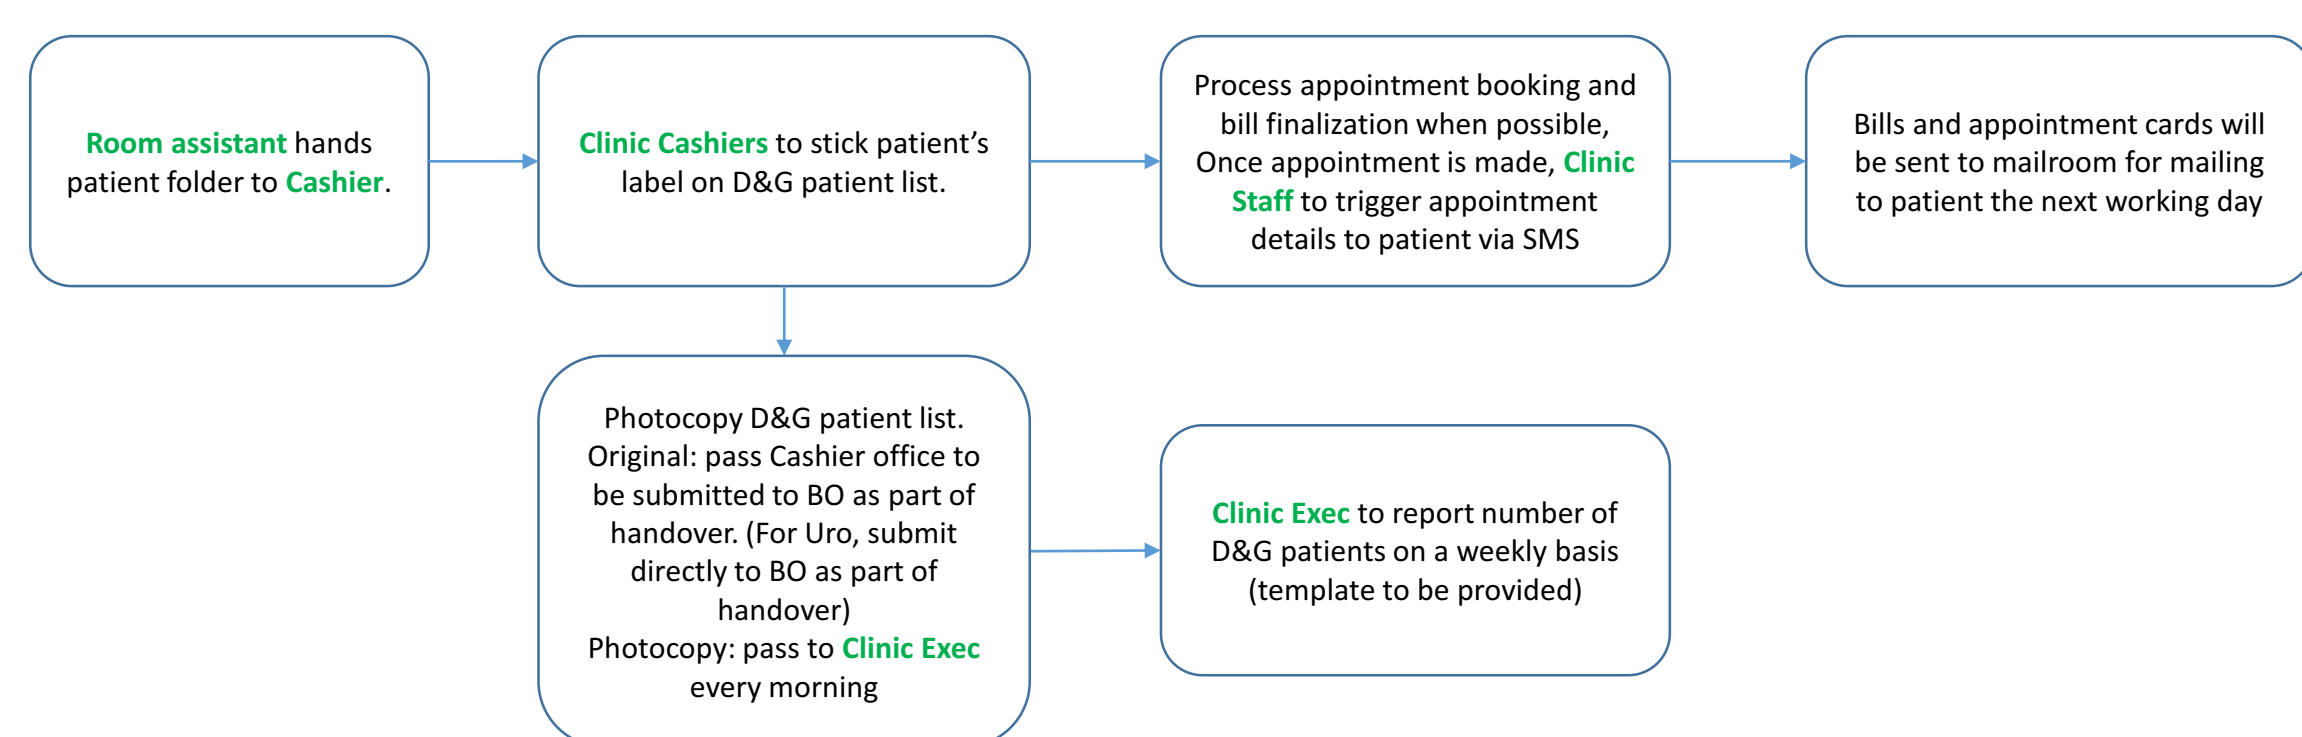 Room assistant hands
patient folder to Cashier.
Clinic Cashiers to stick patient's
label on D&G patient list.
Process appointment booking and
bill finalization when possible,
Once appointment is made, Clinic
Staff to trigger appointment
details to patient via SMS
Bills and appointment cards will
be sent to mailroom for mailing
to patient the next working day
Photocopy D&G patient list.
Original: pass Cashier office to
be submitted to BO as part of
handover. (For Uro, submit
directly to BO as part of
handover)
Photocopy: pass to Clinic Exec
every morning
Clinic Exec to report number of
D&G patients on a weekly basis
(template to be provided)